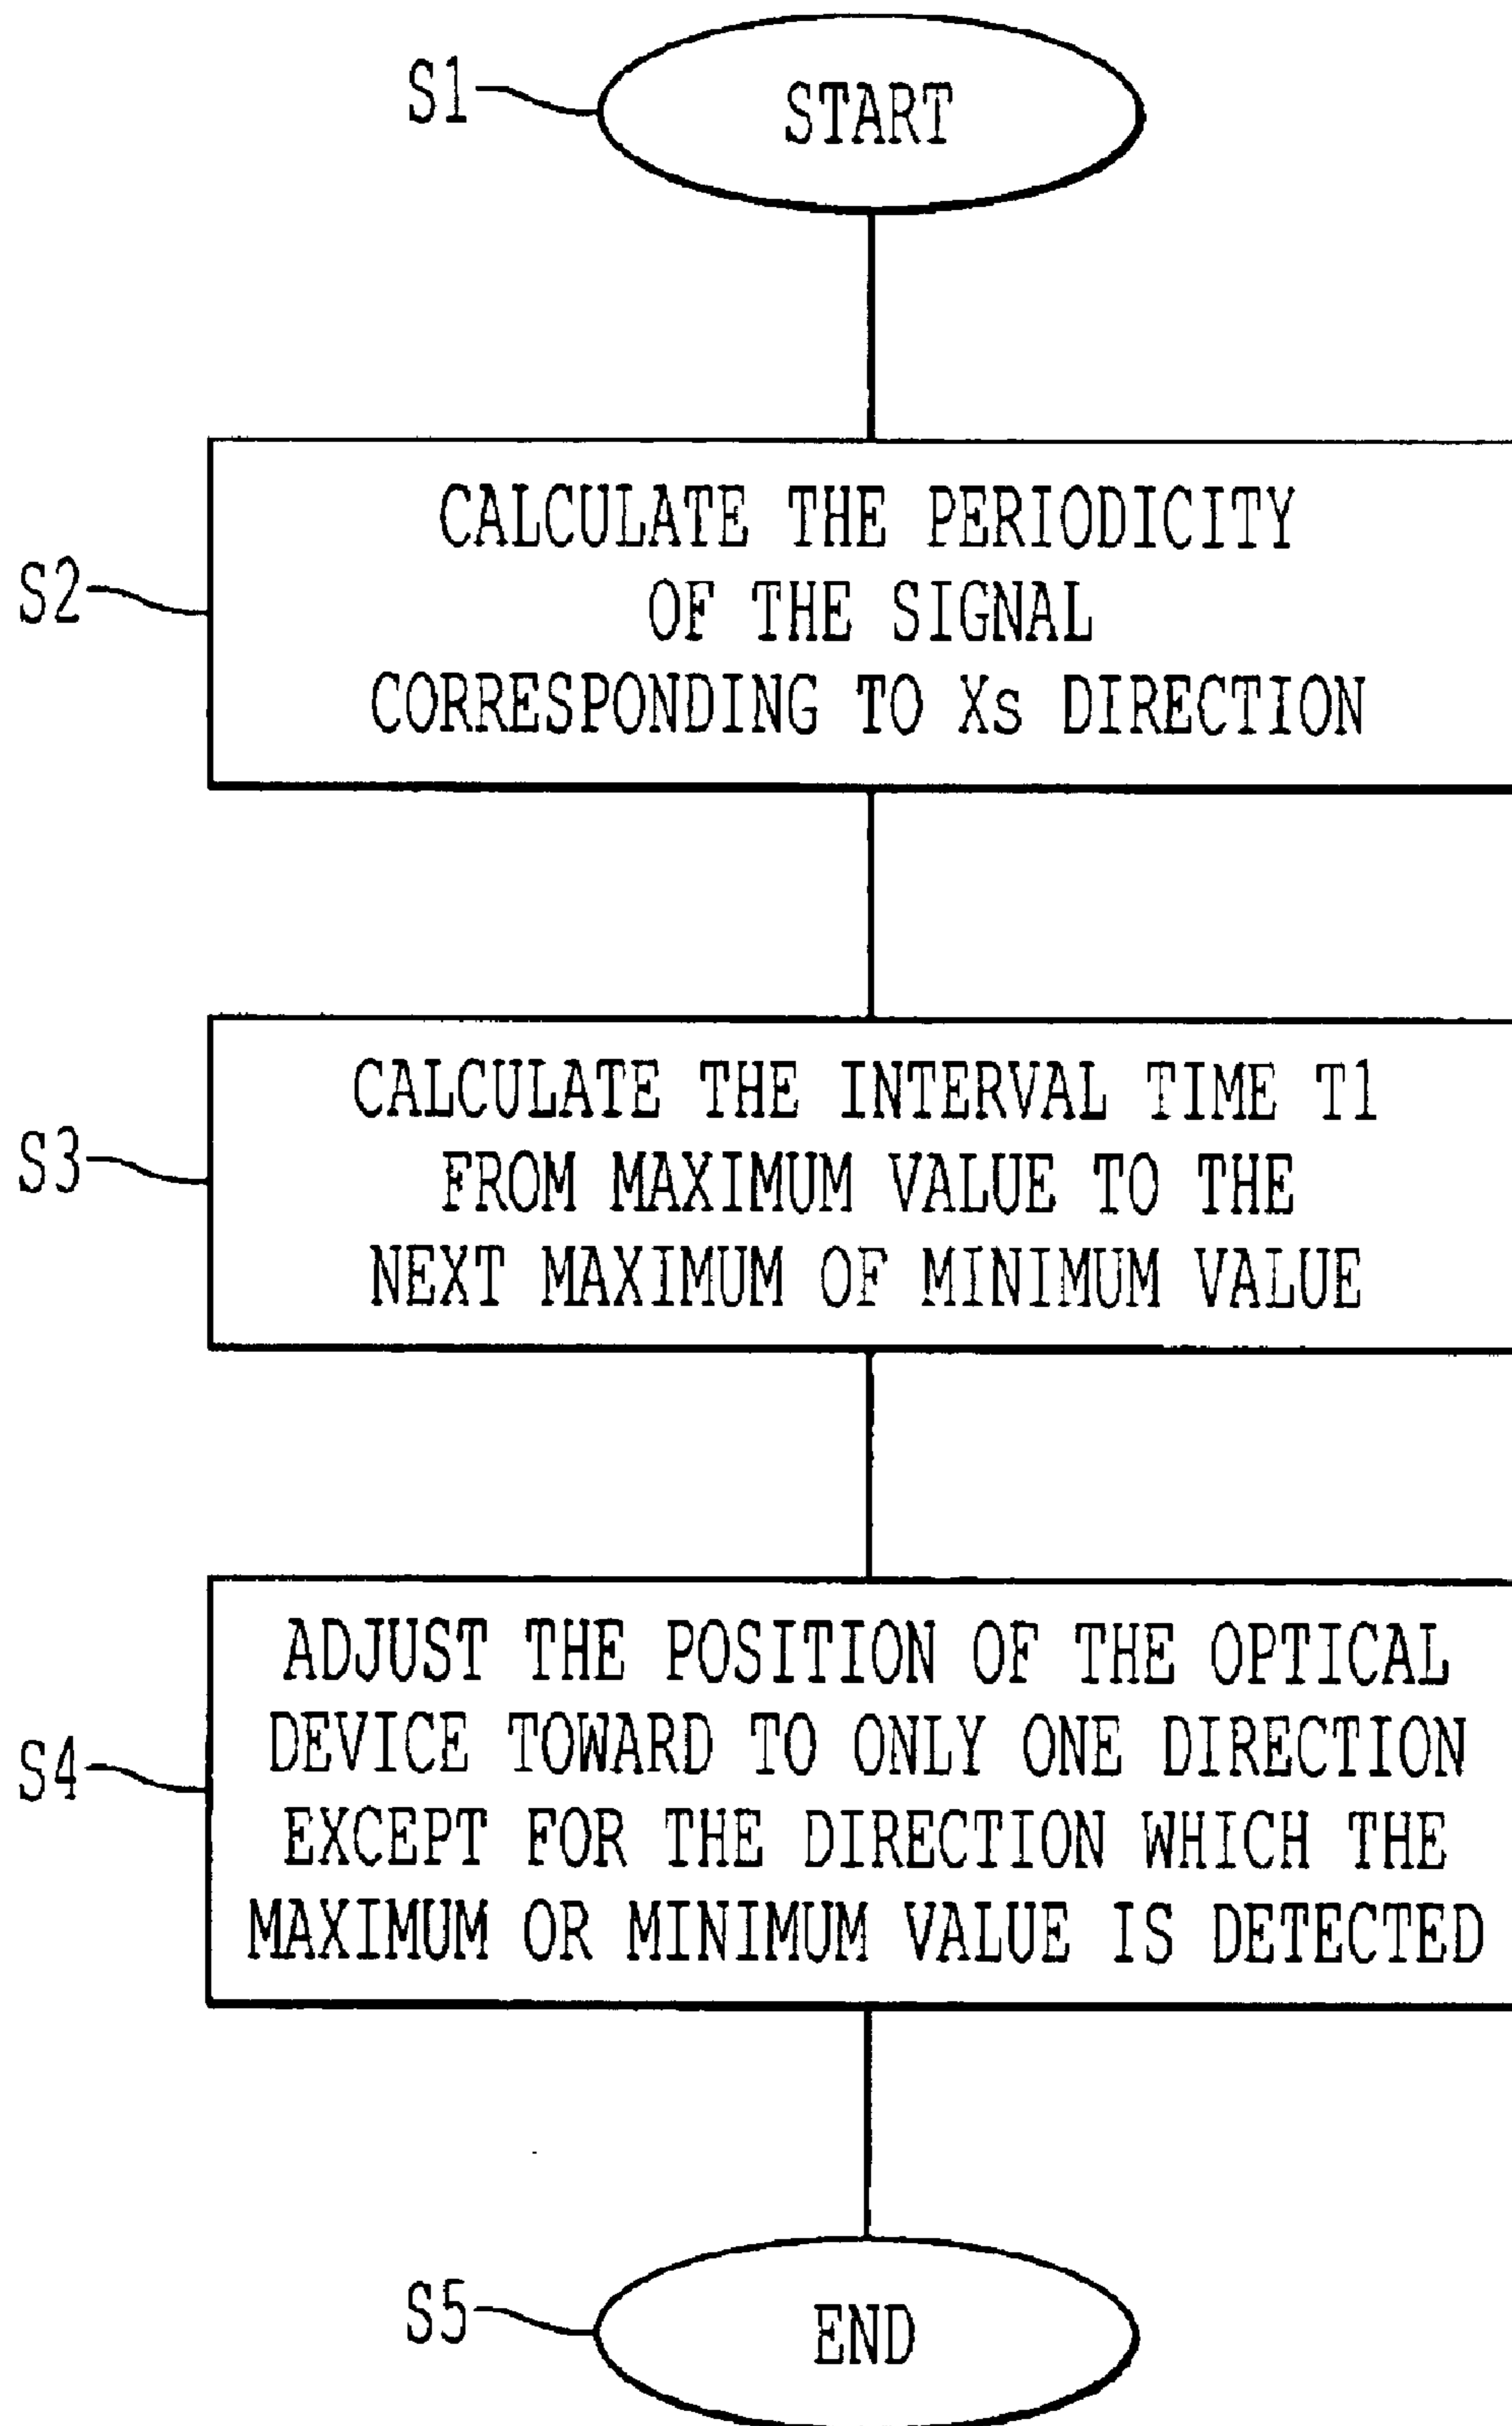 S1
START
S2
CALCULATE THE PERIODICITY
OF THE SIGNAL
CORRESPONDING TO Xs DIRECTION
S3
CALCULATE THE INTERVAL TIME T1
FROM MAXIMUM VALUE TO THE
NEXT MAXIMUM OF MINIMUM VALUE
S4
ADJUST THE POSITION OF THE OPTICAL
DEVICE TOWARD TO ONLY ONE DIRECTION
EXCEPT FOR THE DIRECTION WHICH THE
MAXIMUM OR MINIMUM VALUE IS DETECTED
S5
END